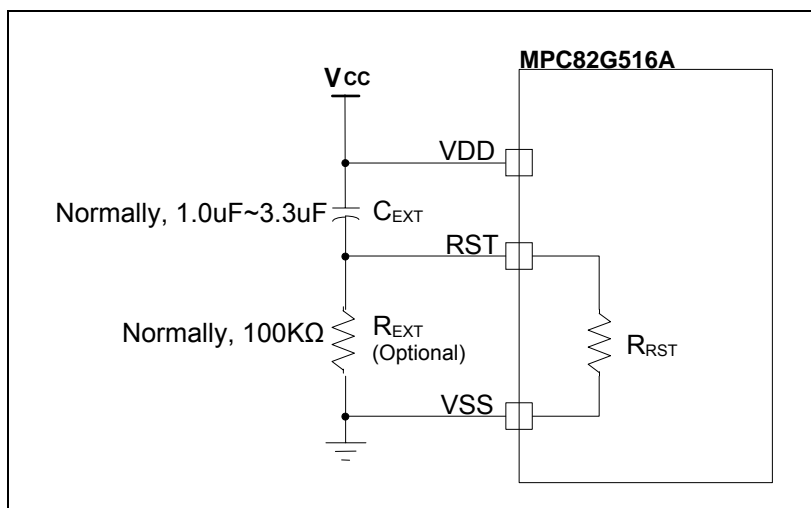 MPC82G516A
VCC
VDD
Normally, 1.0uF~3.3uF
CEXT
RST
Normally, 100KΩ
REXT
(Optional)
RRST
VSS